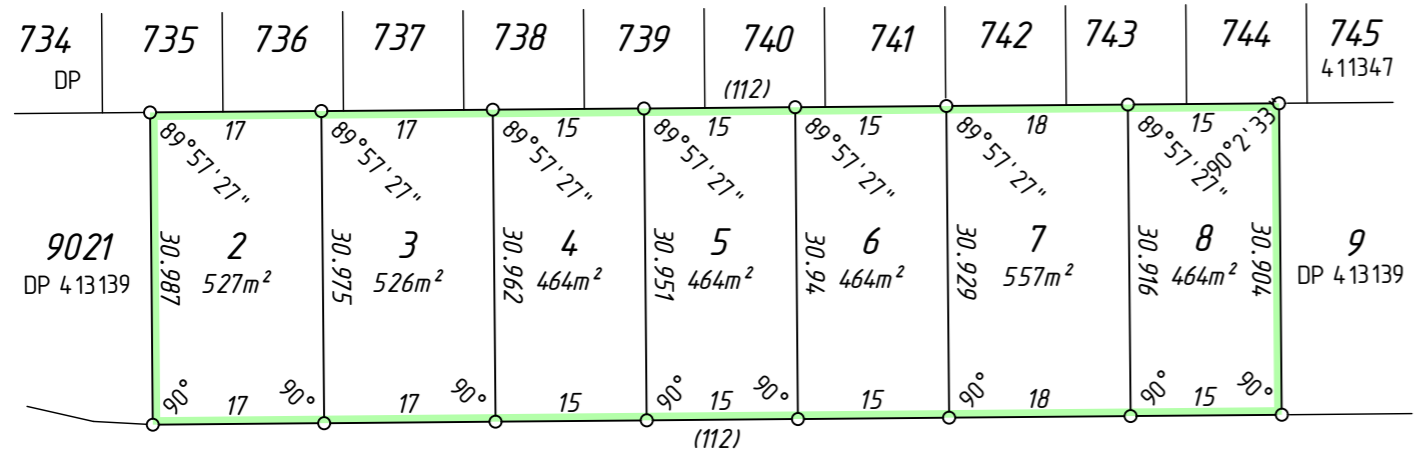 734 735 736 737 738 739 740 741 742 743 744 745
DP 411347
(112)
17 17 15 15 15 18 15
89°57'27" 89°57'27" 89°57'27" 89°57'27" 89°57'27" 89°57'27" 89°57'27" 90°2'33"
9021 2 3 4 5 6 7 8 9
DP 413139 527m² 526m² 464m² 464m² 464m² 557m² 464m² DP 413139
30.987 30.975 30.962 30.951 30.94 30.929 30.916 30.904
90° 90° 90° 90° 90° 90° 90° 90°
17 17 15 15 15 18 15
(112)